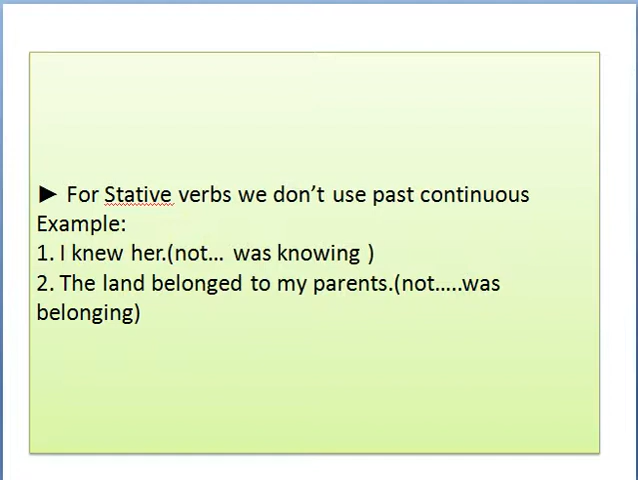 ► For Stative verbs we don’t use past continuous
Example:
1. I knew her.(not... was knowing )
2. The land belonged to my parents.(not.....was
belonging)